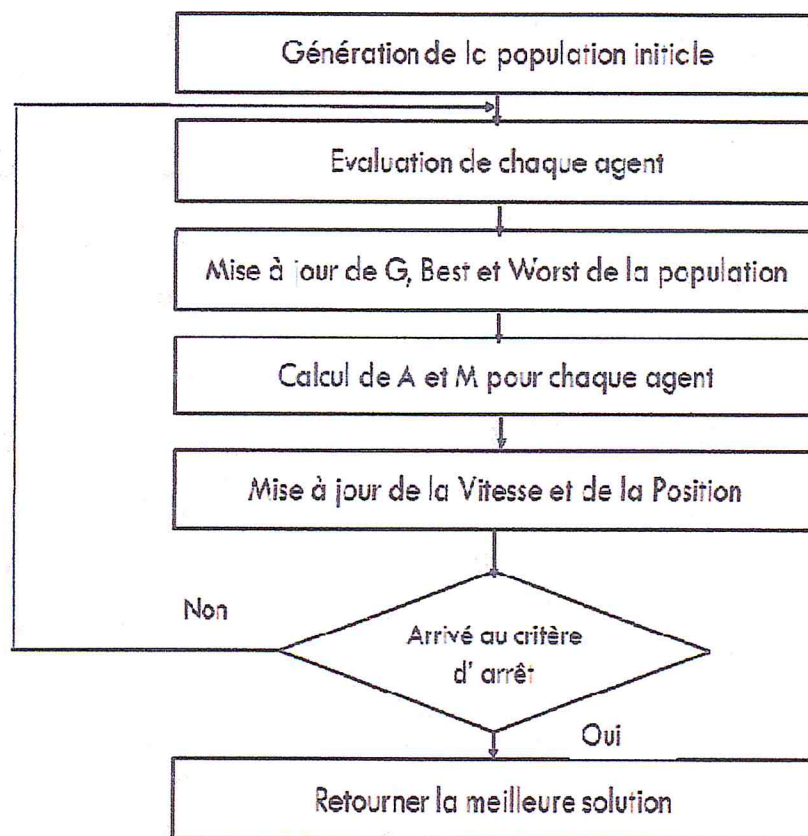 Génération de la population initiale
Evaluation de chaque agent
Mise à jour de G, Best et Worst de la population
Calcul de A et M pour chaque agent
Mise à jour de la Vitesse et de la Position
Non
Arrivé au critère
d' arrêt
Oui
Retourner la meilleure solution